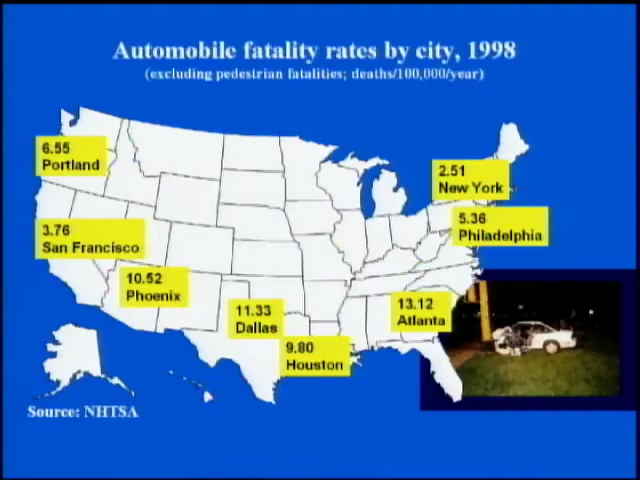 Automobile fatality rates by city, 1998
(excluding pedestrian fatalities; deaths/100,000/year)
6.55
Portland
2.51
New York
3.76
San Francisco
5.36
Philadelphia
10.52
Phoenix
11.33
Dallas
13.12
Atlanta
9.80
Houston
Source: NHTSA